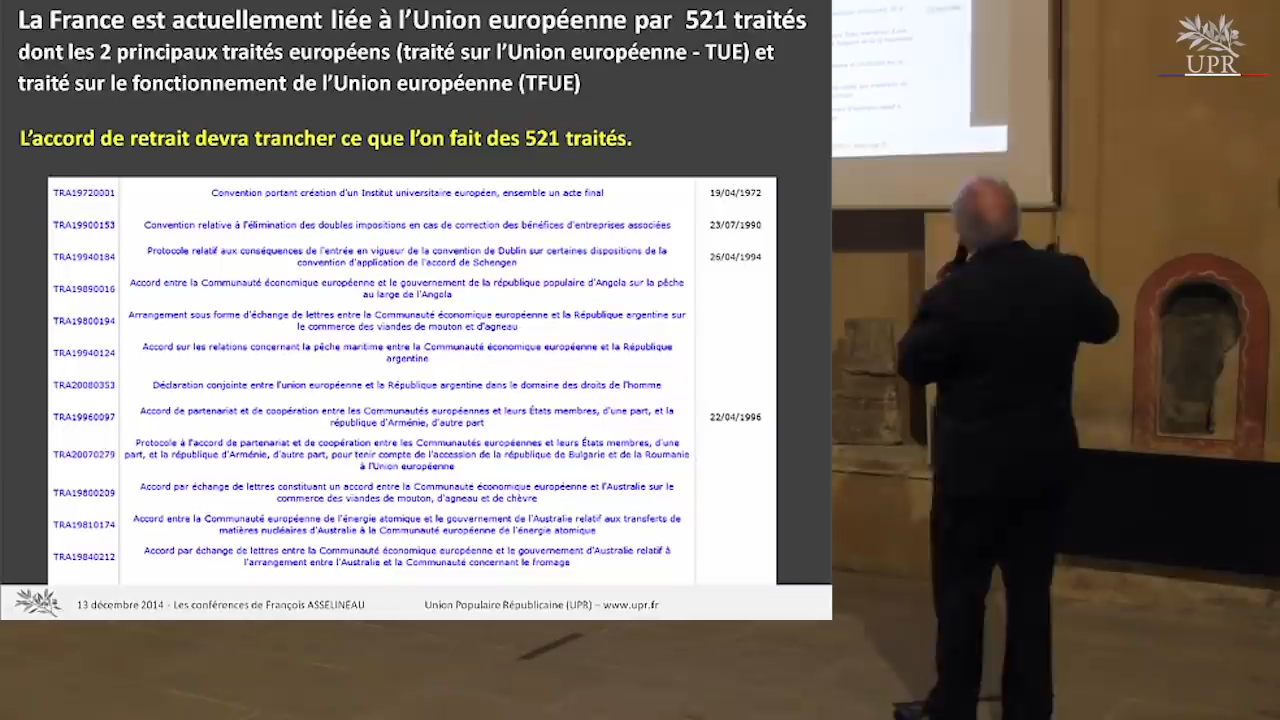 La France est actuellement liée à l'Union européenne par 521 traités
dont les 2 principaux traités européens (traité sur l'Union européenne - TUE) et
traité sur le fonctionnement de l'Union européenne (TFUE)
L'accord de retrait devra trancher ce que l'on fait des 521 traités.
TRA19720001 Convention portant création d'un Institut universitaire européen, ensemble un acte final 19/04/1972
TRA19900153 Convention relative à l'élimination des doubles impositions en cas de correction des bénéfices d'entreprises associées 23/07/1990
Protocole relatif aux conséquences de l'entrée en vigueur de la convention de Dublin sur certaines dispositions de la
TRA19940184 convention d'application de l'accord de Schengen 26/04/1994
Accord entre la Communauté économique européenne et le gouvernement de la république populaire d'Angola sur la pêche
TRA19890016 au large de l'Angola
Arrangement sous forme d'échange de lettres entre la Communauté économique européenne et la République argentine sur
TRA19800194 le commerce des viandes de mouton et d'agneau
Accord sur les relations concernant la pêche maritime entre la Communauté économique européenne et la République
TRA19940124 argentine
TRA20080353 Déclaration conjointe entre l'union européenne et la République argentine dans le domaine des droits de l'homme
Accord de partenariat et de coopération entre les Communautés européennes et leurs États membres, d'une part, et la
TRA19960097 république d'Arménie, d'autre part 22/04/1996
Protocole à l'accord de partenariat et de coopération entre les Communautés européennes et leurs États membres, d'une
TRA20070279 part, et la république d'Arménie, d'autre part, pour tenir compte de l'accession de la république de Bulgarie et de la Roumanie
à l'Union européenne
Accord par échange de lettres constituant un accord entre la Communauté économique européenne et l'Australie sur le
TRA19800209 commerce des viandes de mouton, d'agneau et de chèvre
Accord entre la Communauté européenne de l'énergie atomique et le gouvernement de l'Australie relatif aux transferts de
TRA19810174 matières nucléaires d'Australie à la Communauté européenne de l'énergie atomique
Accord par échange de lettres entre la Communauté économique européenne et le gouvernement d'Australie relatif à
TRA19840212 l'arrangement entre l'Australie et la Communauté concernant le fromage
13 décembre 2014 - Les conférences de François ASSELINEAU Union Populaire Républicaine (UPR) – www.upr.fr
UPR